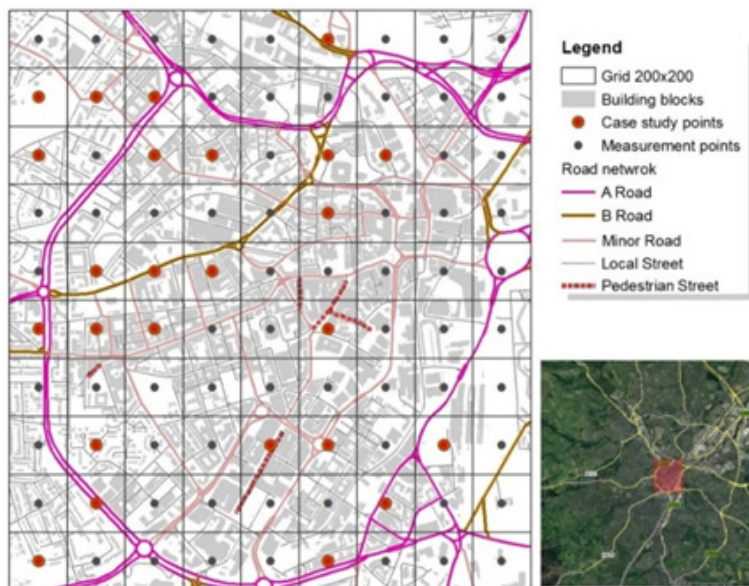 Legend
Grid 200x200
Building blocks
Case study points
Measurement points
Road netwrok
A Road
B Road
Minor Road
Local Street
Pedestrian Street